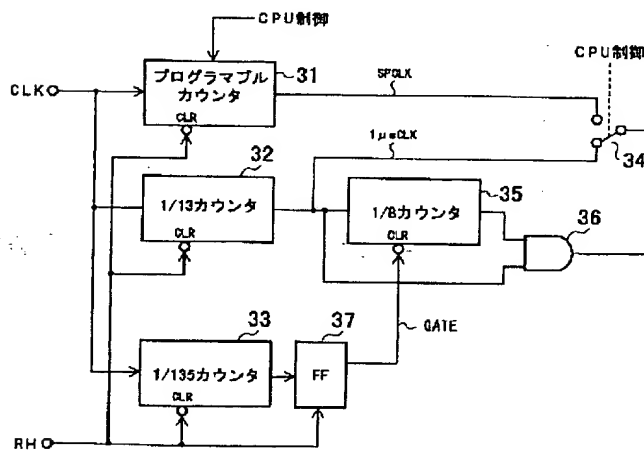 CPU制御
CLK
プログラマブル
カウンタ
CLR
31
SPCLK
CPU制御
34
1μsCLK
32
1/13カウンタ
CLR
35
1/8カウンタ
CLR
36
33
1/135カウンタ
CLR
37
FF
GATE
RH